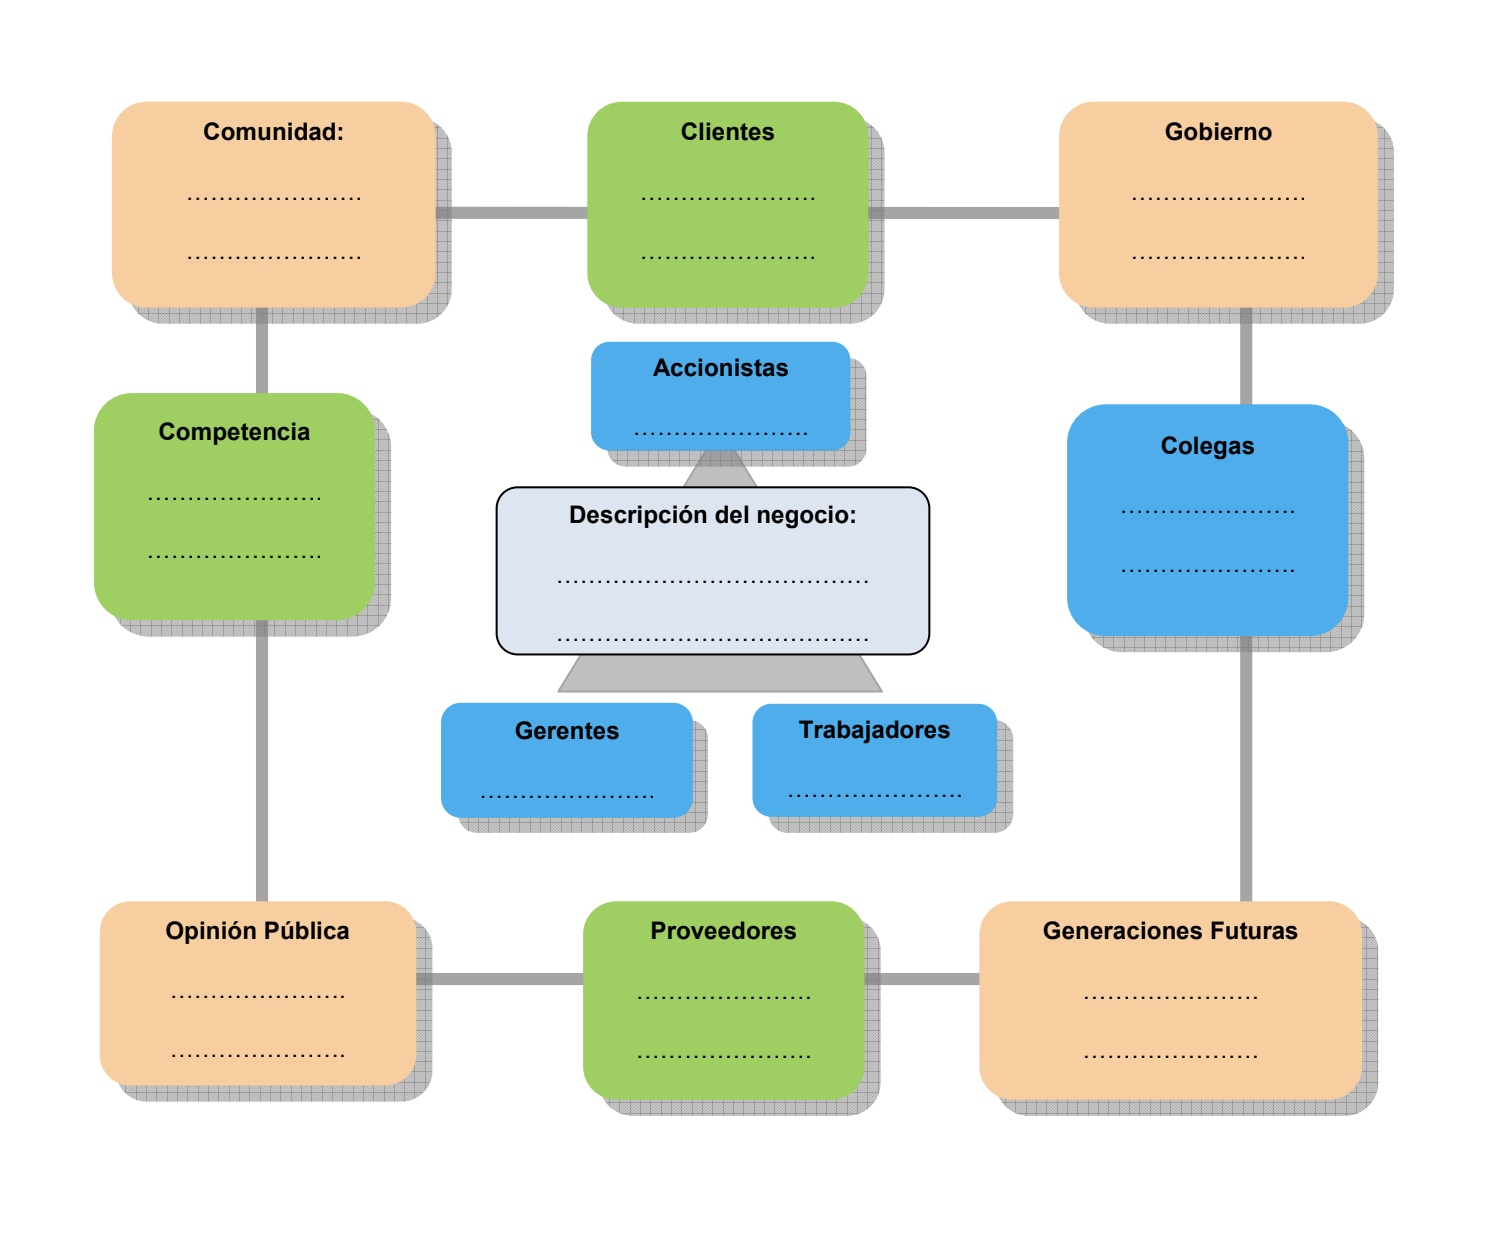 Comunidad:
........................
........................
Clientes
........................
........................
Gobierno
........................
........................
Accionistas
........................
Competencia
........................
........................
Colegas
........................
........................
Descripción del negocio:
..........................................
..........................................
Gerentes
........................
Trabajadores
........................
Opinión Pública
........................
........................
Proveedores
........................
........................
Generaciones Futuras
........................
........................